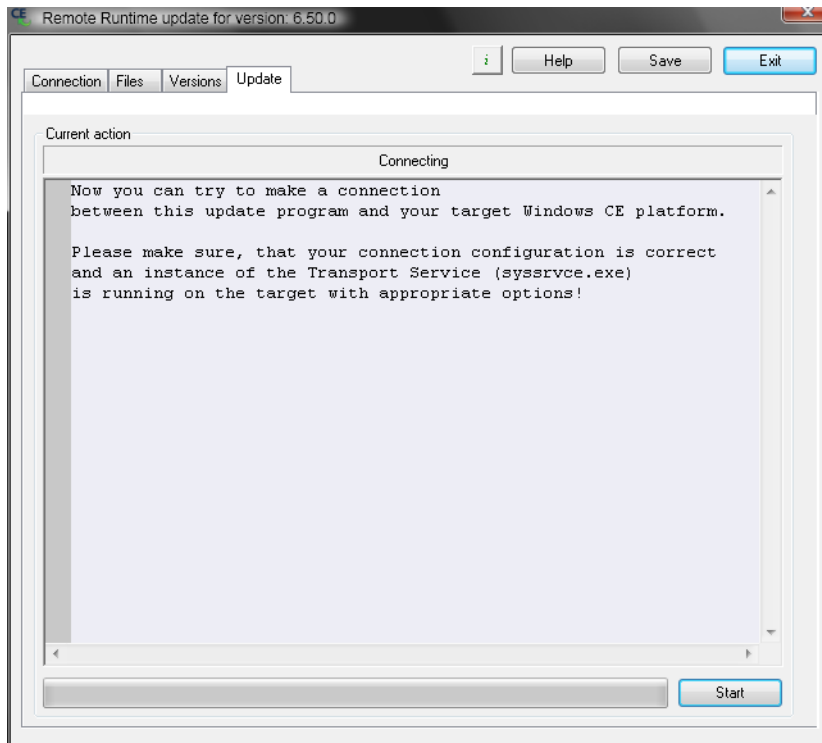 CE Remote Runtime update for version: 6.50.0
i Help Save Exit
Connection Files Versions Update
Current action
Connecting
Now you can try to make a connection
between this update program and your target Windows CE platform.
Please make sure, that your connection configuration is correct
and an instance of the Transport Service (syssrvce.exe)
is running on the target with appropriate options!
Start